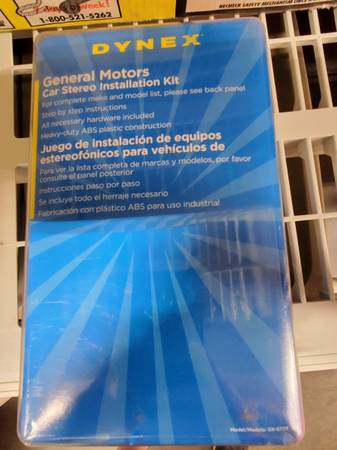 1-800-521-5262
DYNEX
General Motors
Car Stereo Installation Kit
For complete make and model list, please see back panel
Step by step instructions
All necessary hardware included
Heavy-duty ABS plastic construction
Juego de instalación de equipos
estereofónicos para vehículos de
Para ver la lista completa de marcas y modelos, por favor
consulte el panel posterior
Instrucciones paso por paso
Se incluye todo el herraje necesario
Fabricación con plástico ABS para uso industrial
Model/Modelo: